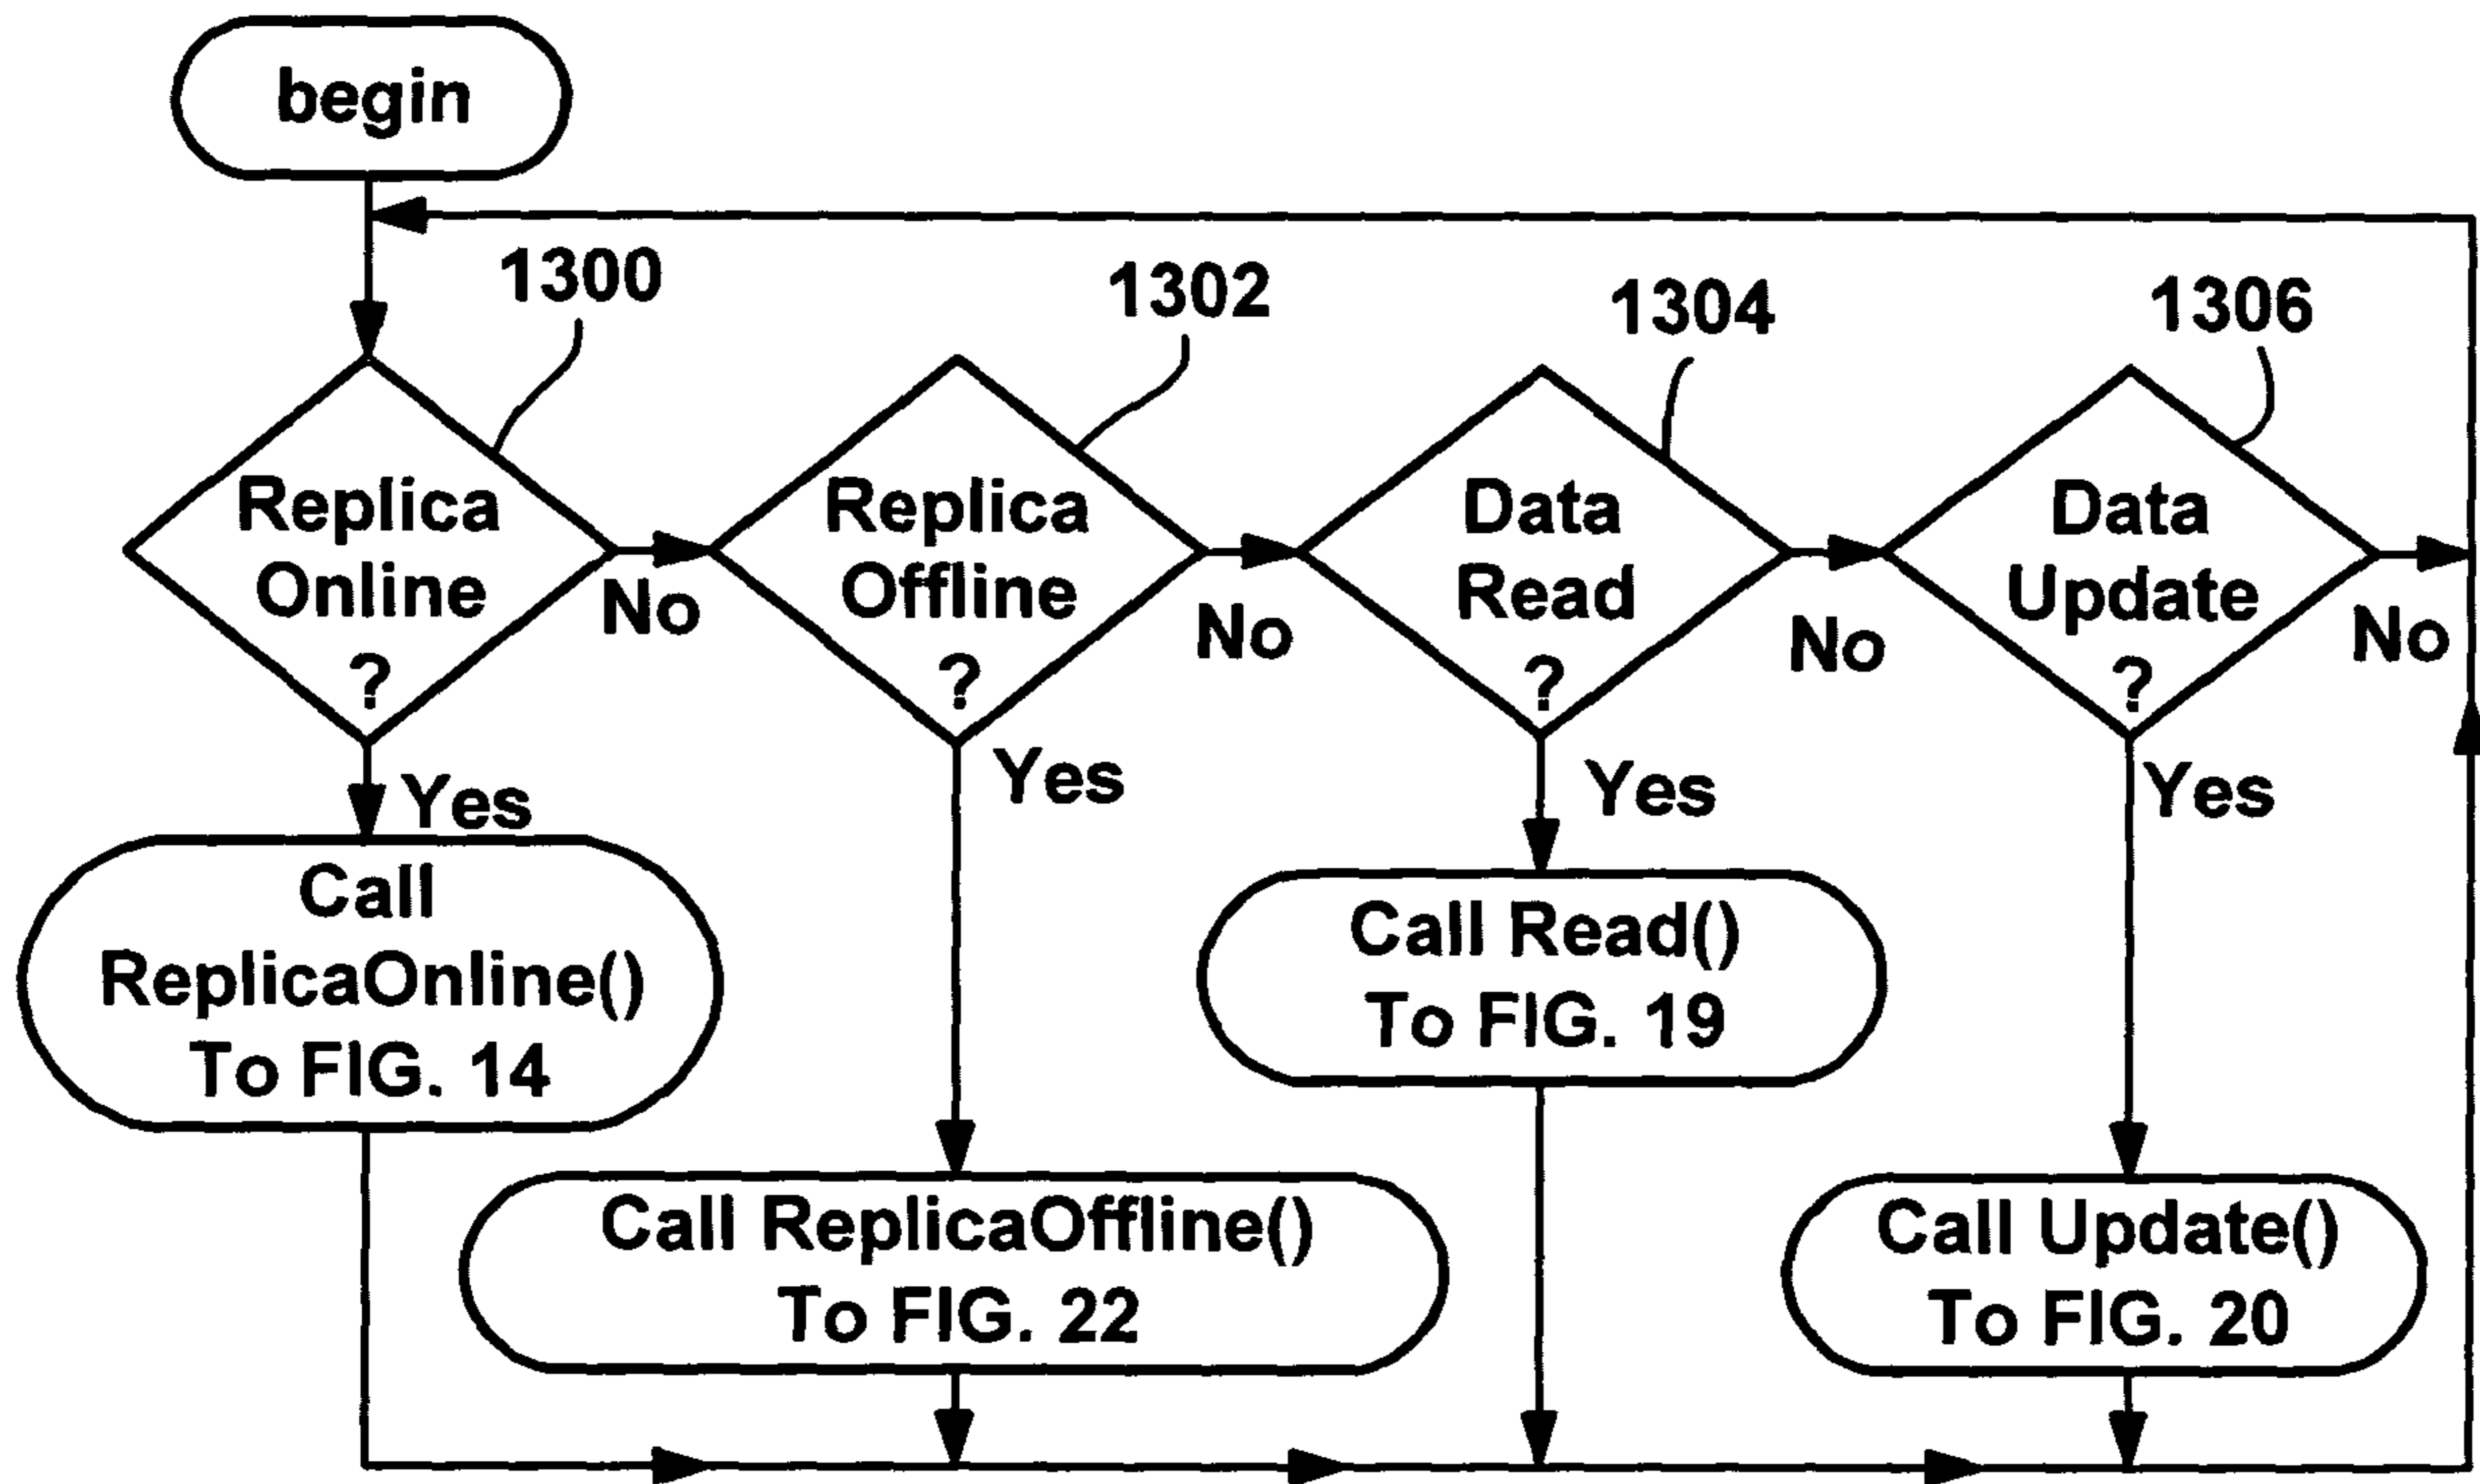 begin
1300
1302
1304
1306
Replica
Online
?
No
Replica
Offline
?
No
Data
Read
?
No
Data
Update
?
No
Yes
Yes
Yes
Yes
Call
ReplicaOnline()
To FIG. 14
Call ReplicaOffline()
To FIG. 22
Call Read()
To FIG. 19
Call Update()
To FIG. 20